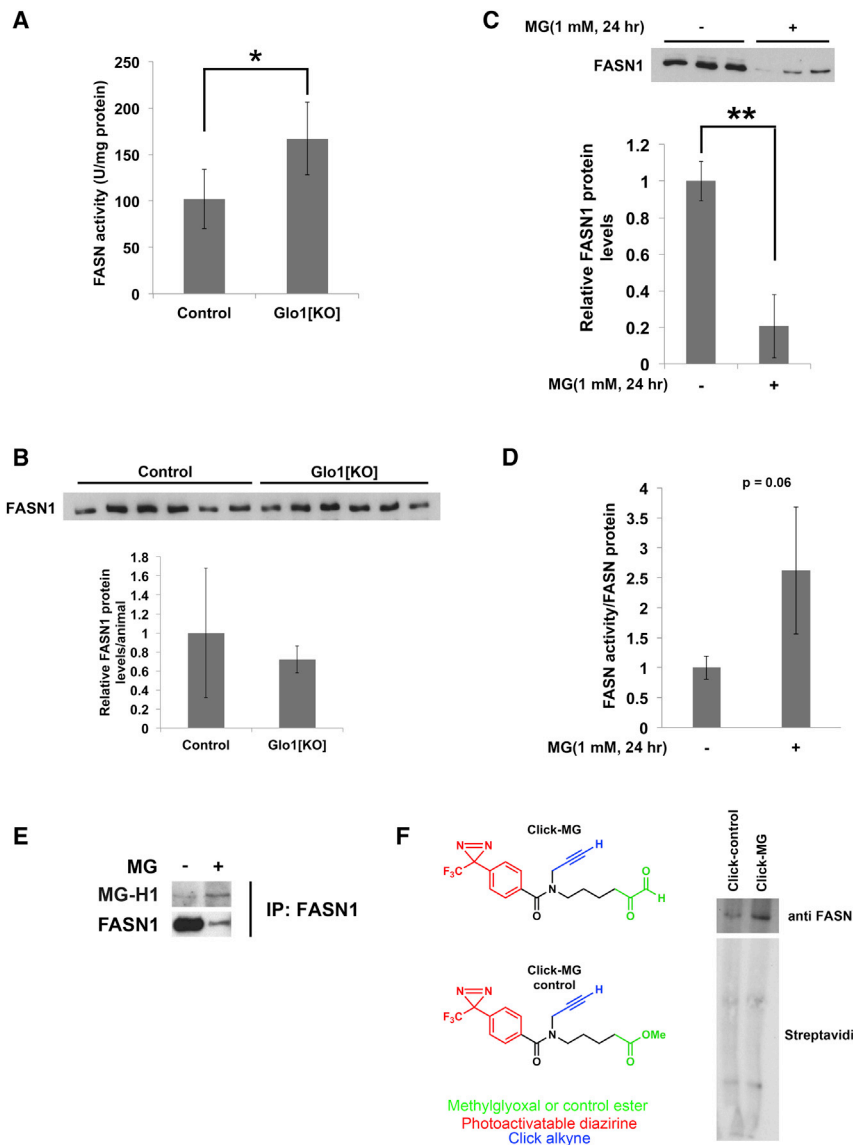 A
*
FASN activity (U/mg protein)
250
200
150
100
50
0
Control
Glo1[KO]
B
Control
Glo1[KO]
FASN1
Relative FASN1 protein
levels/animal
1.8
1.6
1.4
1.2
1
0.8
0.6
0.4
0.2
0
Control
Glo1[KO]
C
MG(1 mM, 24 hr)
-
+
FASN1
**
Relative FASN1 protein
levels
1.2
1
0.8
0.6
0.4
0.2
0
MG(1 mM, 24 hr)
-
+
D
p = 0.06
FASN activity/FASN protein
4
3.5
3
2.5
2
1.5
1
0.5
0
MG(1 mM, 24 hr)
-
+
E
MG
-
+
MG-H1
FASN1
IP: FASN1
F
Click-MG
N=N
F₃C
O
N
H
O
O
H
Click-MG
control
N=N
F₃C
O
N
H
OMe
O
Methylglyoxal or control ester
Photoactivatable diazirine
Click alkyne
Click-control
Click-MG
anti FASN
Streptavidi